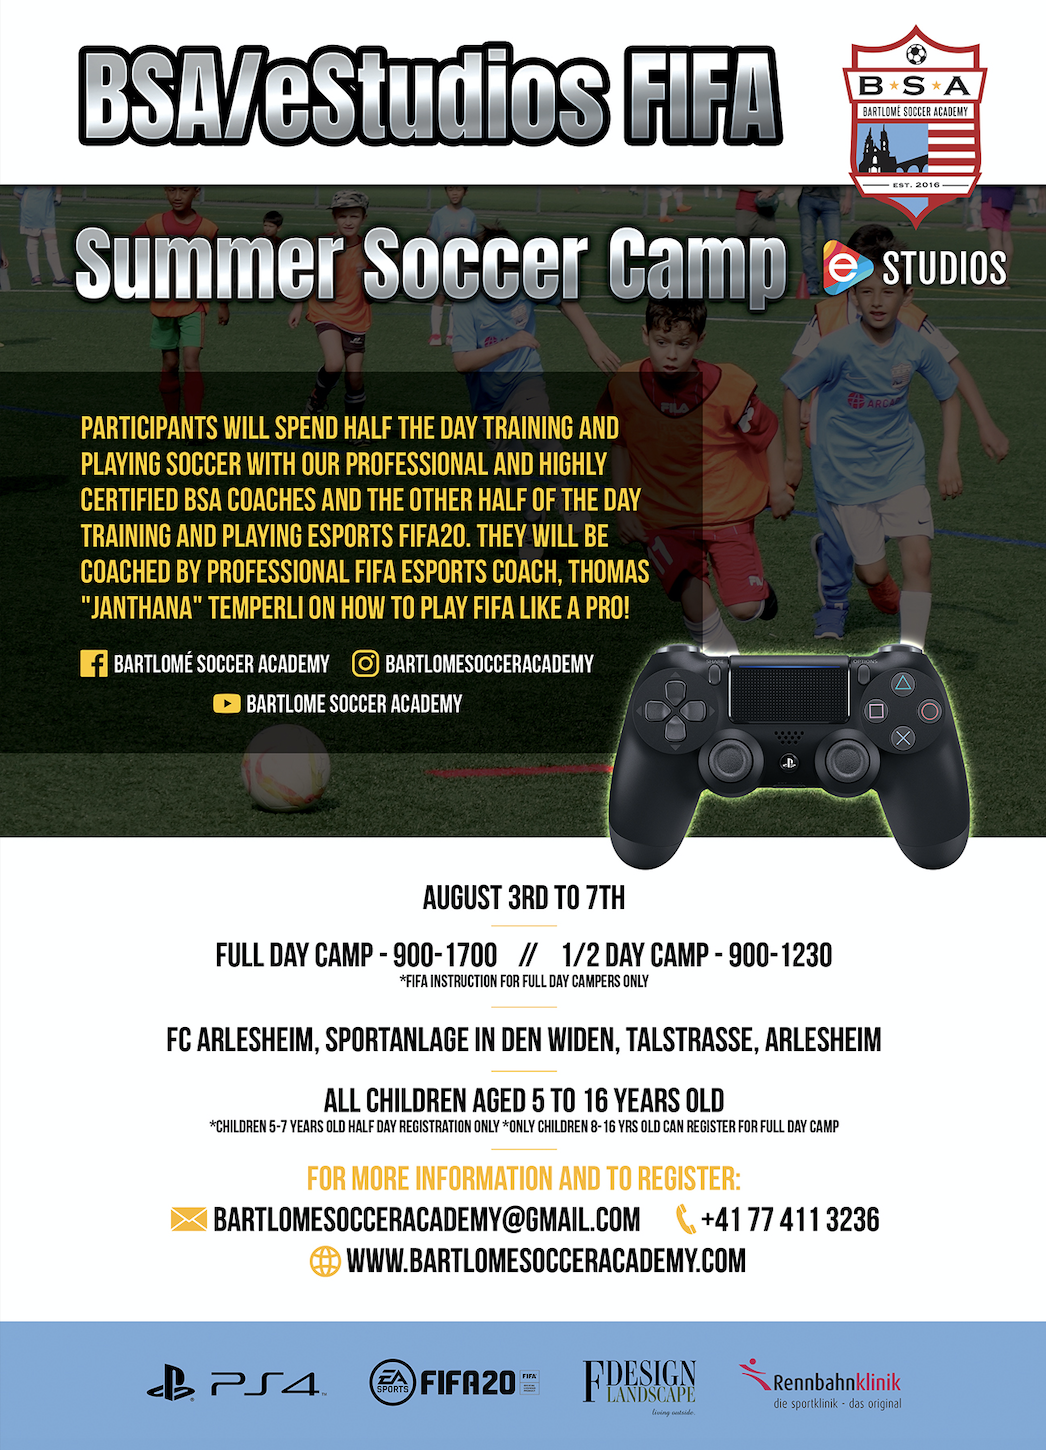 BSA/eStudios FIFA
B S A
BARTLOMÉ SOCCER ACADEMY
EST. 2016
Summer Soccer Camp
e STUDIOS
FILA
PARTICIPANTS WILL SPEND HALF THE DAY TRAINING AND
PLAYING SOCCER WITH OUR PROFESSIONAL AND HIGHLY
CERTIFIED BSA COACHES AND THE OTHER HALF OF THE DAY
TRAINING AND PLAYING ESPORTS FIFA20. THEY WILL BE
COACHED BY PROFESSIONAL FIFA ESPORTS COACH, THOMAS
"JANTHANA" TEMPERLI ON HOW TO PLAY FIFA LIKE A PRO!
BARTLOMÉ SOCCER ACADEMY BARTLOMESOCCERACADEMY
BARTLOME SOCCER ACADEMY
SHARE OPTIONS
AUGUST 3RD TO 7TH
FULL DAY CAMP - 900-1700 // 1/2 DAY CAMP - 900-1230
*FIFA INSTRUCTION FOR FULL DAY CAMPERS ONLY
FC ARLESHEIM, SPORTANLAGE IN DEN WIDEN, TALSTRASSE, ARLESHEIM
ALL CHILDREN AGED 5 TO 16 YEARS OLD
*CHILDREN 5-7 YEARS OLD HALF DAY REGISTRATION ONLY *ONLY CHILDREN 8-16 YRS OLD CAN REGISTER FOR FULL DAY CAMP
FOR MORE INFORMATION AND TO REGISTER:
BARTLOMESOCCERACADEMY@GMAIL.COM +41 77 411 3236
WWW.BARTLOMESOCCERACADEMY.COM
PS4™
EA SPORTS FIFA20 FIFA
FDESIGN
LANDSCAPE
living outside.
Rennbahnklinik
die sportklinik - das original